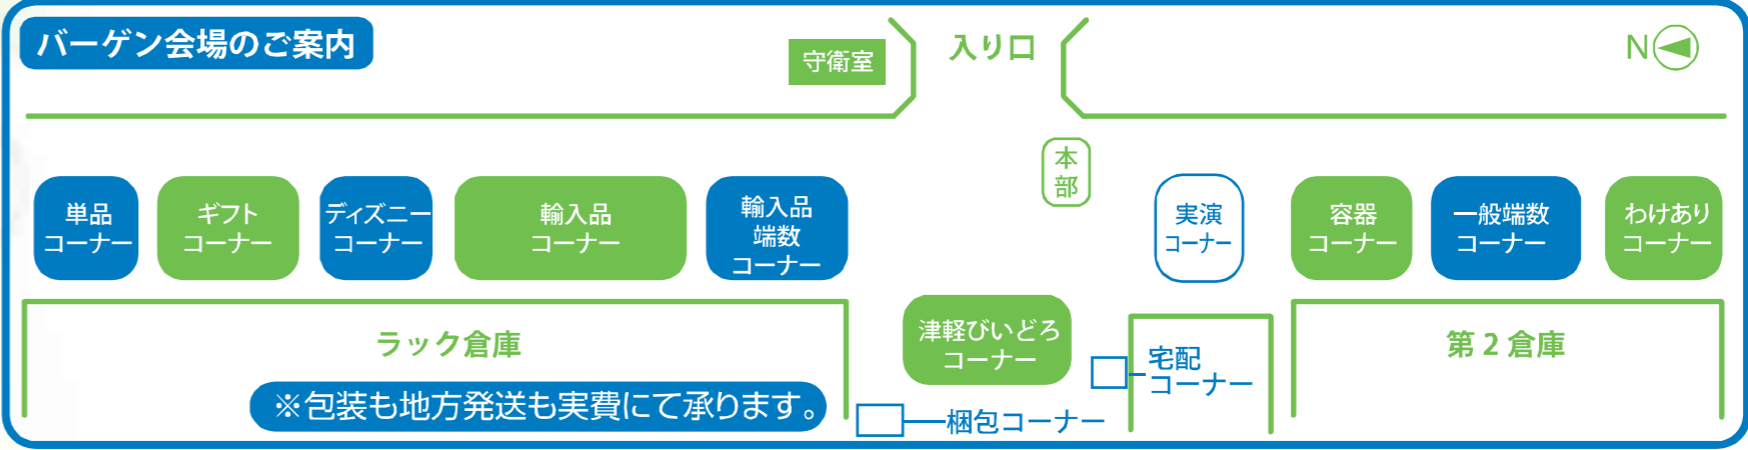 バーゲン会場のご案内
守衛室
入り口
N
本
部
単品
コーナー
ギフト
コーナー
ディズニー
コーナー
輸入品
コーナー
輸入品
端数
コーナー
実演
コーナー
容器
コーナー
一般端数
コーナー
わけあり
コーナー
ラック倉庫
津軽びいどろ
コーナー
宅配
コーナー
第2倉庫
※包装も地方発送も実費にて承ります。
梱包コーナー